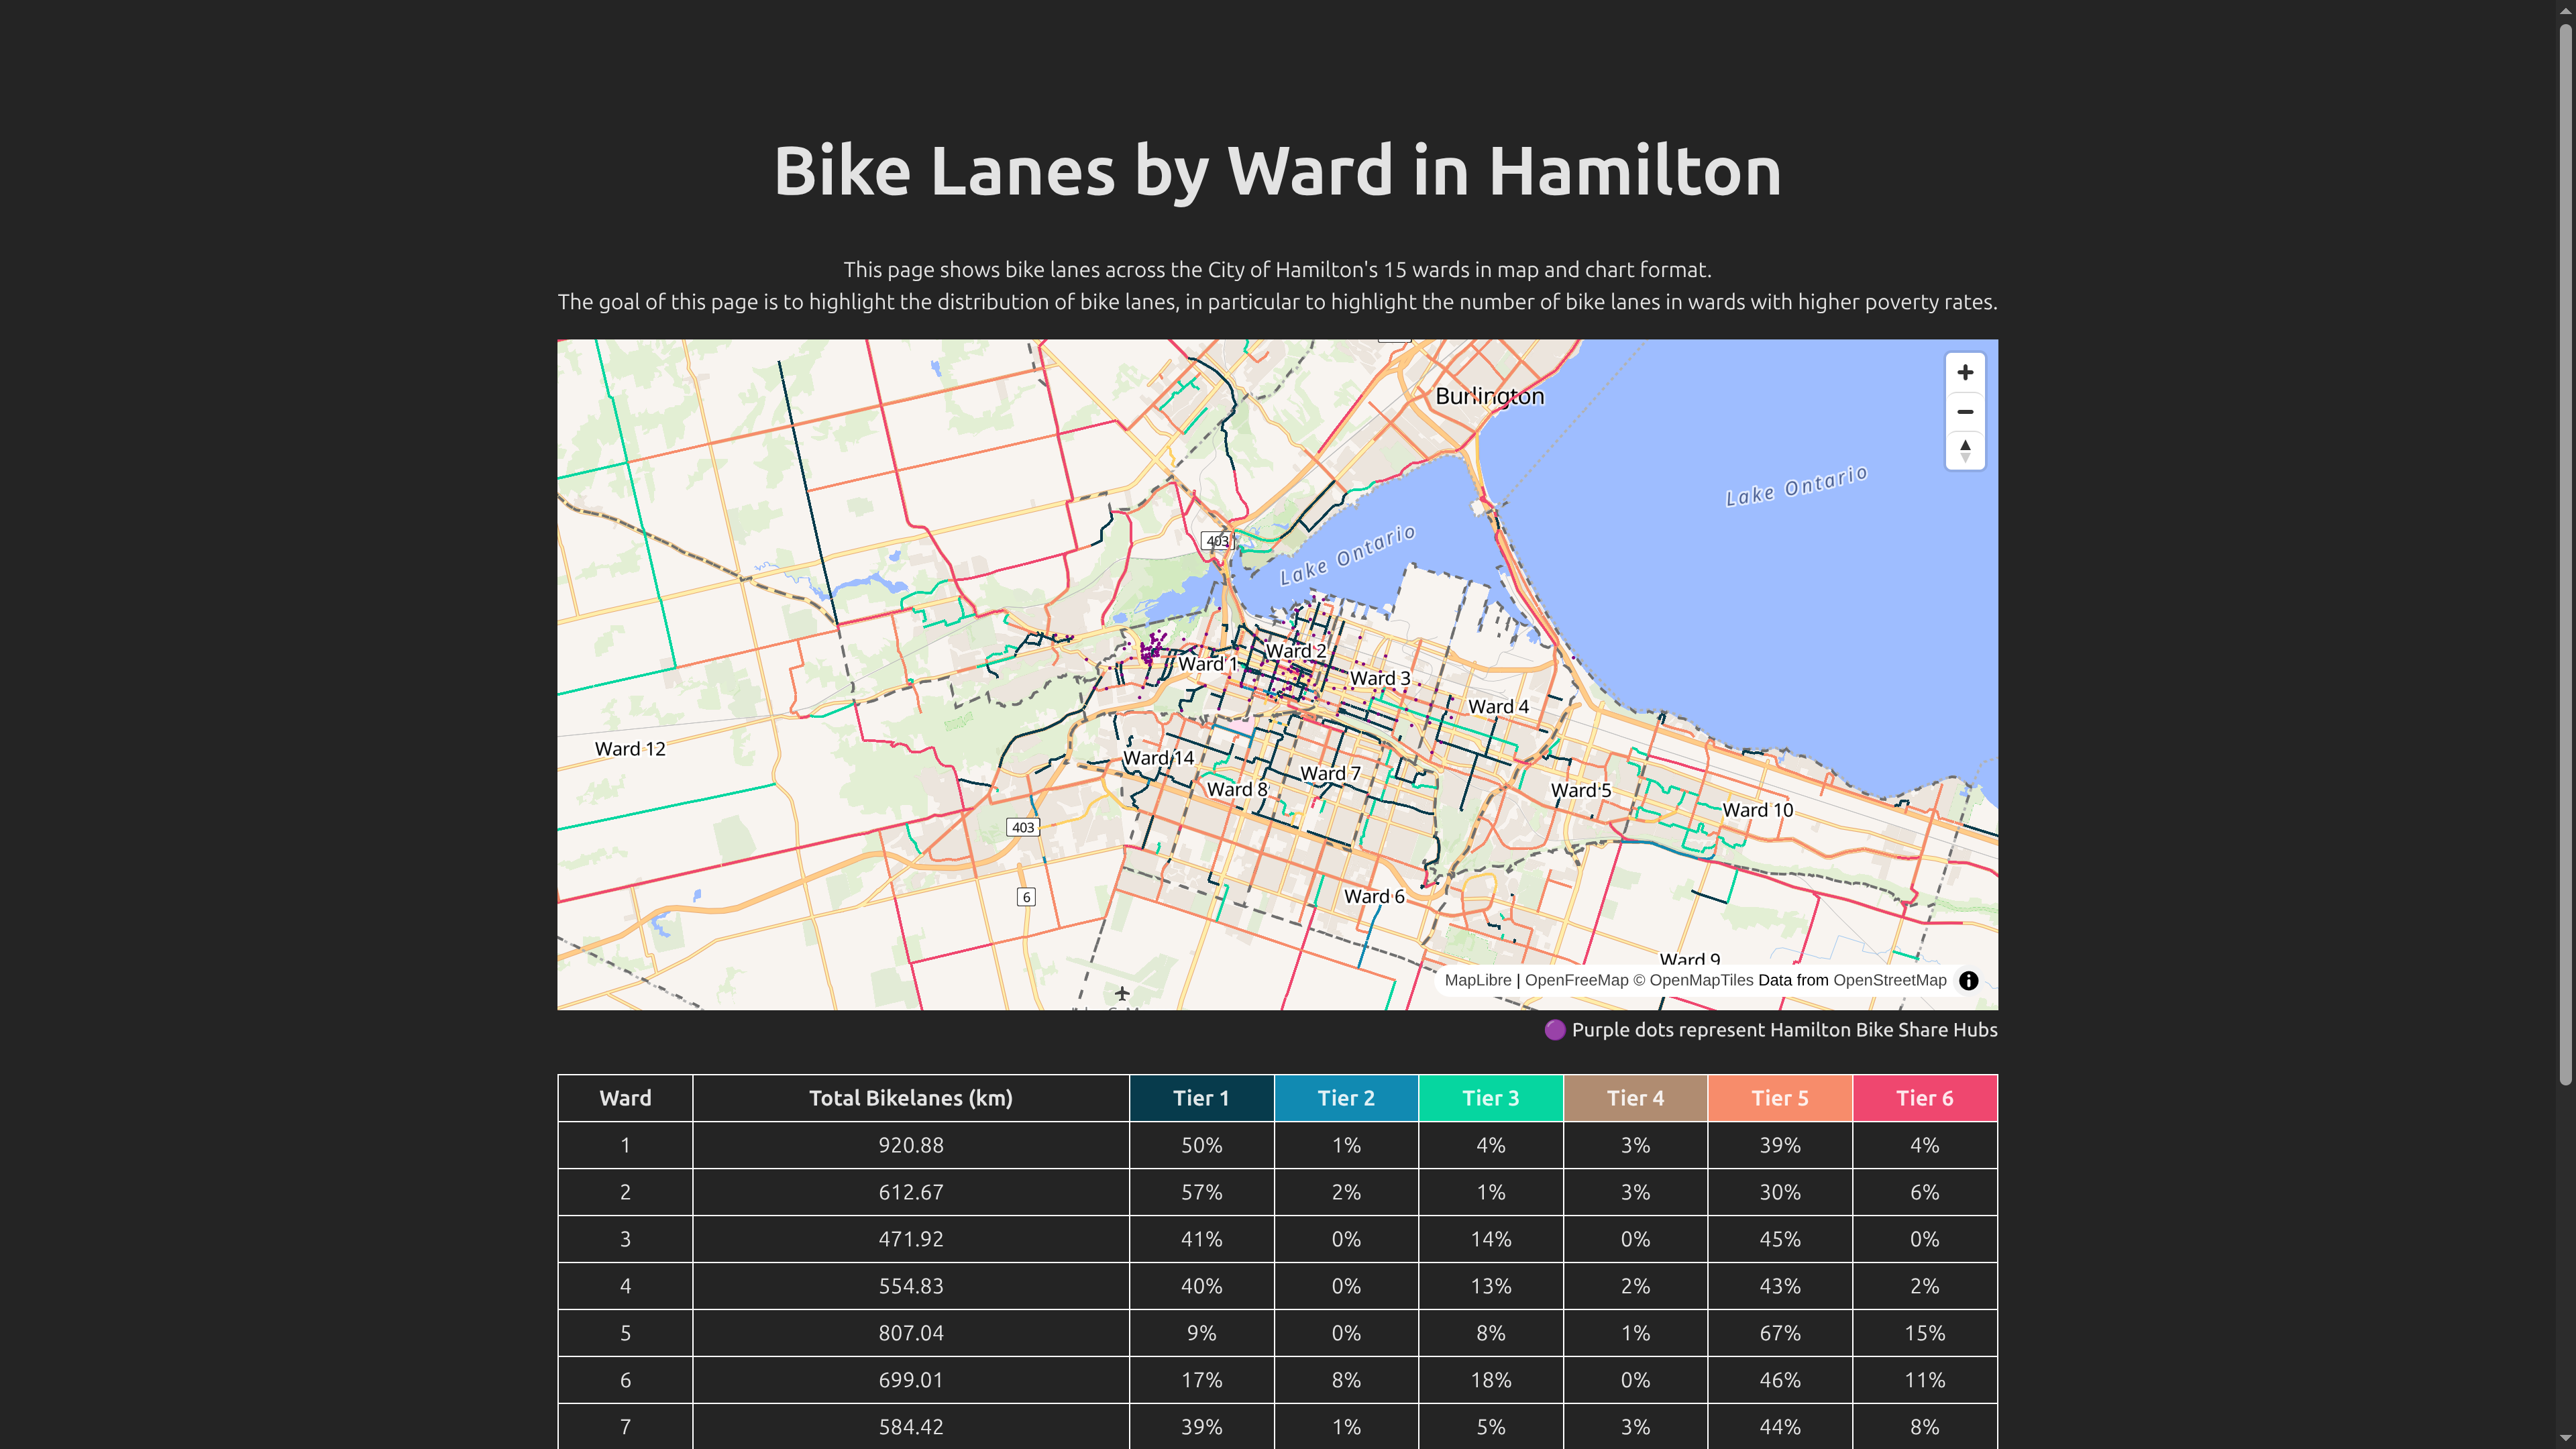 Bike Lanes by Ward in Hamilton
This page shows bike lanes across the City of Hamilton's 15 wards in map and chart format.
The goal of this page is to highlight the distribution of bike lanes, in particular to highlight the number of bike lanes in wards with higher poverty rates.
Burlington
Lake Ontario
403
Lake Ontario
Ward 2
Ward 1
Ward 3
Ward 4
Ward 12
Ward 14
Ward 7
Ward 8
Ward 5
Ward 10
403
6
Ward 6
Ward 9
MapLibre | OpenFreeMap © OpenMapTiles Data from OpenStreetMap
Purple dots represent Hamilton Bike Share Hubs
Ward Total Bikelanes (km) Tier 1 Tier 2 Tier 3 Tier 4 Tier 5 Tier 6
1 920.88 50% 1% 4% 3% 39% 4%
2 612.67 57% 2% 1% 3% 30% 6%
3 471.92 41% 0% 14% 0% 45% 0%
4 554.83 40% 0% 13% 2% 43% 2%
5 807.04 9% 0% 8% 1% 67% 15%
6 699.01 17% 8% 18% 0% 46% 11%
7 584.42 39% 1% 5% 3% 44% 8%